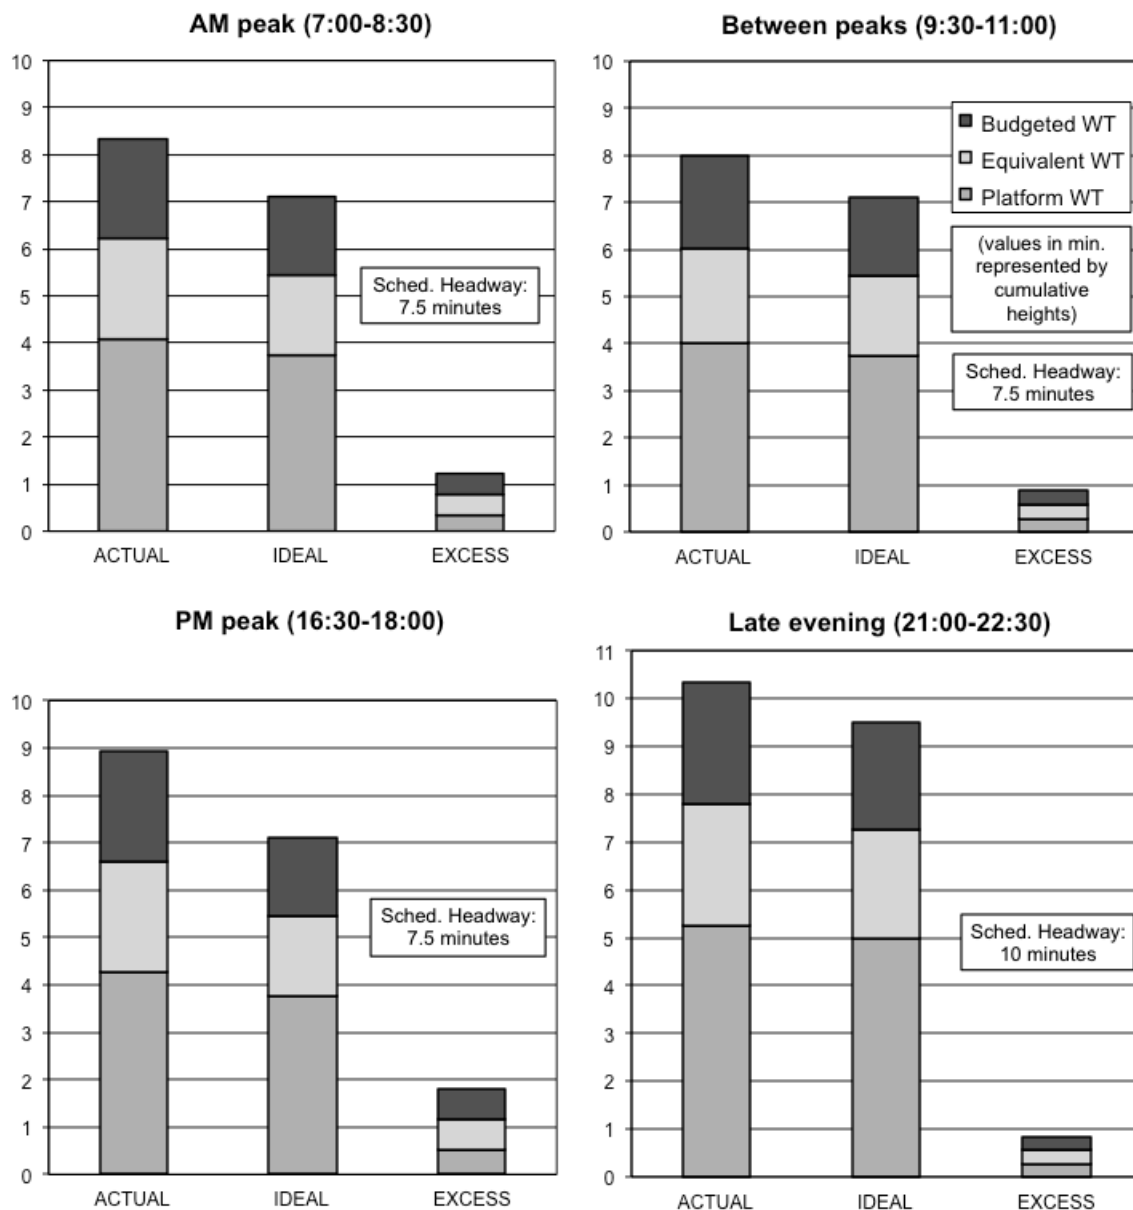 AM peak (7:00-8:30)
10
9
8
7
6
5
4
3
2
1
0
Sched. Headway:
7.5 minutes
ACTUAL IDEAL EXCESS
Between peaks (9:30-11:00)
10
9
8
7
6
5
4
3
2
1
0
Budgeted WT
Equivalent WT
Platform WT
(values in min.
represented by
cumulative
heights)
Sched. Headway:
7.5 minutes
ACTUAL IDEAL EXCESS
PM peak (16:30-18:00)
10
9
8
7
6
5
4
3
2
1
0
Sched. Headway:
7.5 minutes
ACTUAL IDEAL EXCESS
Late evening (21:00-22:30)
11
10
9
8
7
6
5
4
3
2
1
0
Sched. Headway:
10 minutes
ACTUAL IDEAL EXCESS